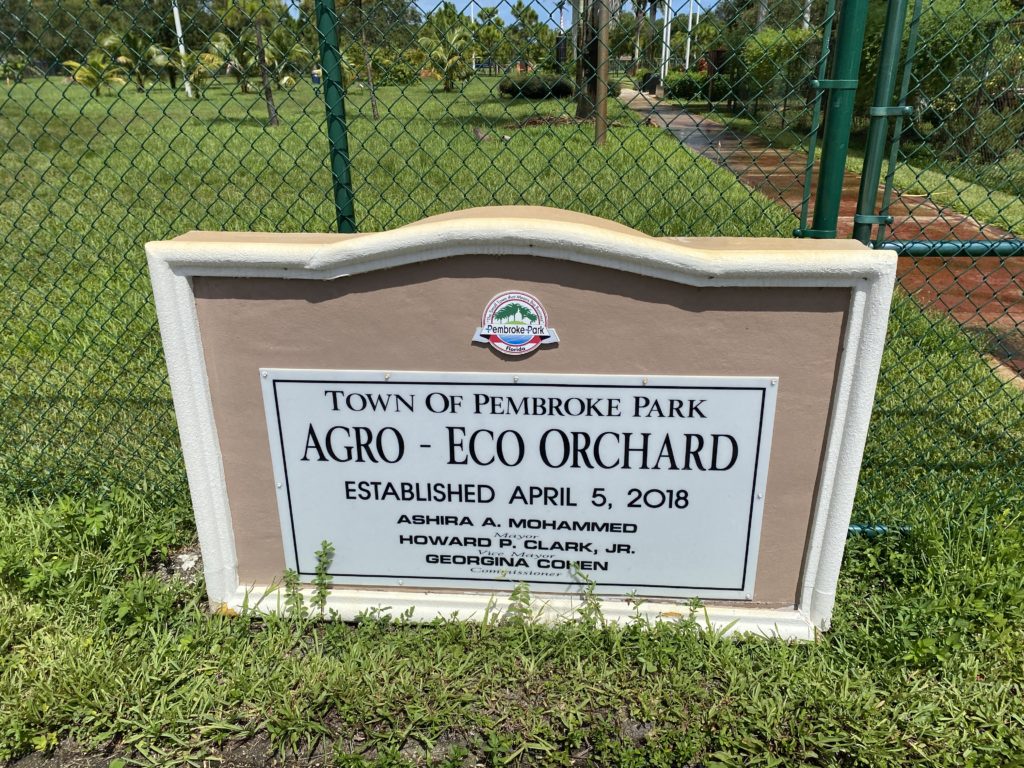 Pembroke Park
Florida
TOWN OF PEMBROKE PARK
AGRO - ECO ORCHARD
ESTABLISHED APRIL 5, 2018
ASHIRA A. MOHAMMED
Mayor
HOWARD P. CLARK, JR.
Vice Mayor
GEORGINA COHEN
Commissioner